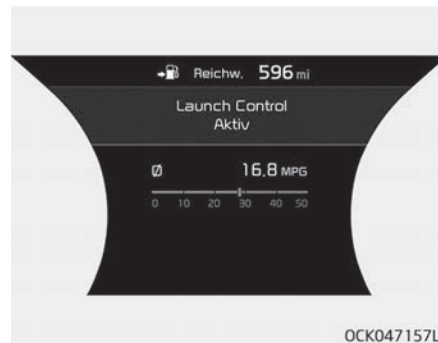 Reichw. 596 mi
Launch Control
Aktiv
Ø 16.8 MPG
0 10 20 30 40 50
OCK047157L